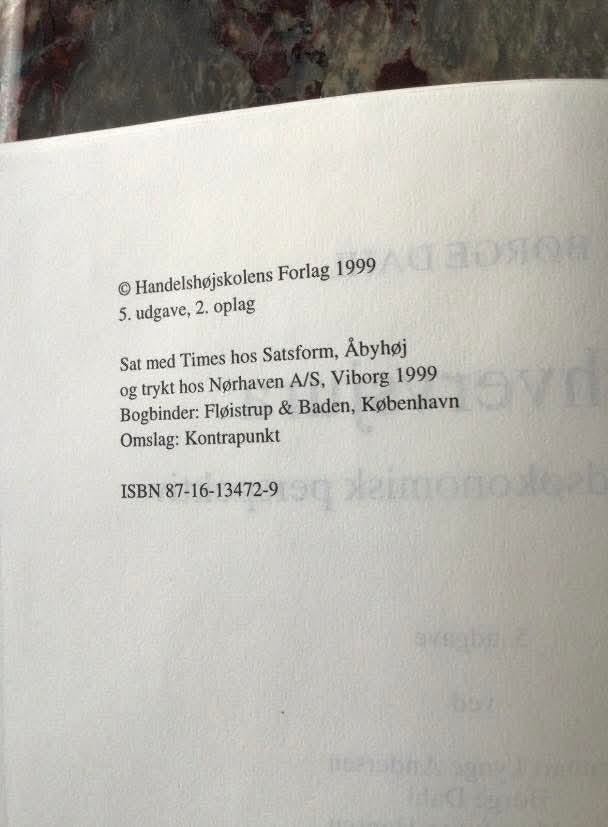 © Handelshøjskolens Forlag 1999
5. udgave, 2. oplag
Sat med Times hos Satsform, Åbyhøj
og trykt hos Nørhaven A/S, Viborg 1999
Bogbinder: Fløistrup & Baden, København
Omslag: Kontrapunkt
ISBN 87-16-13472-9